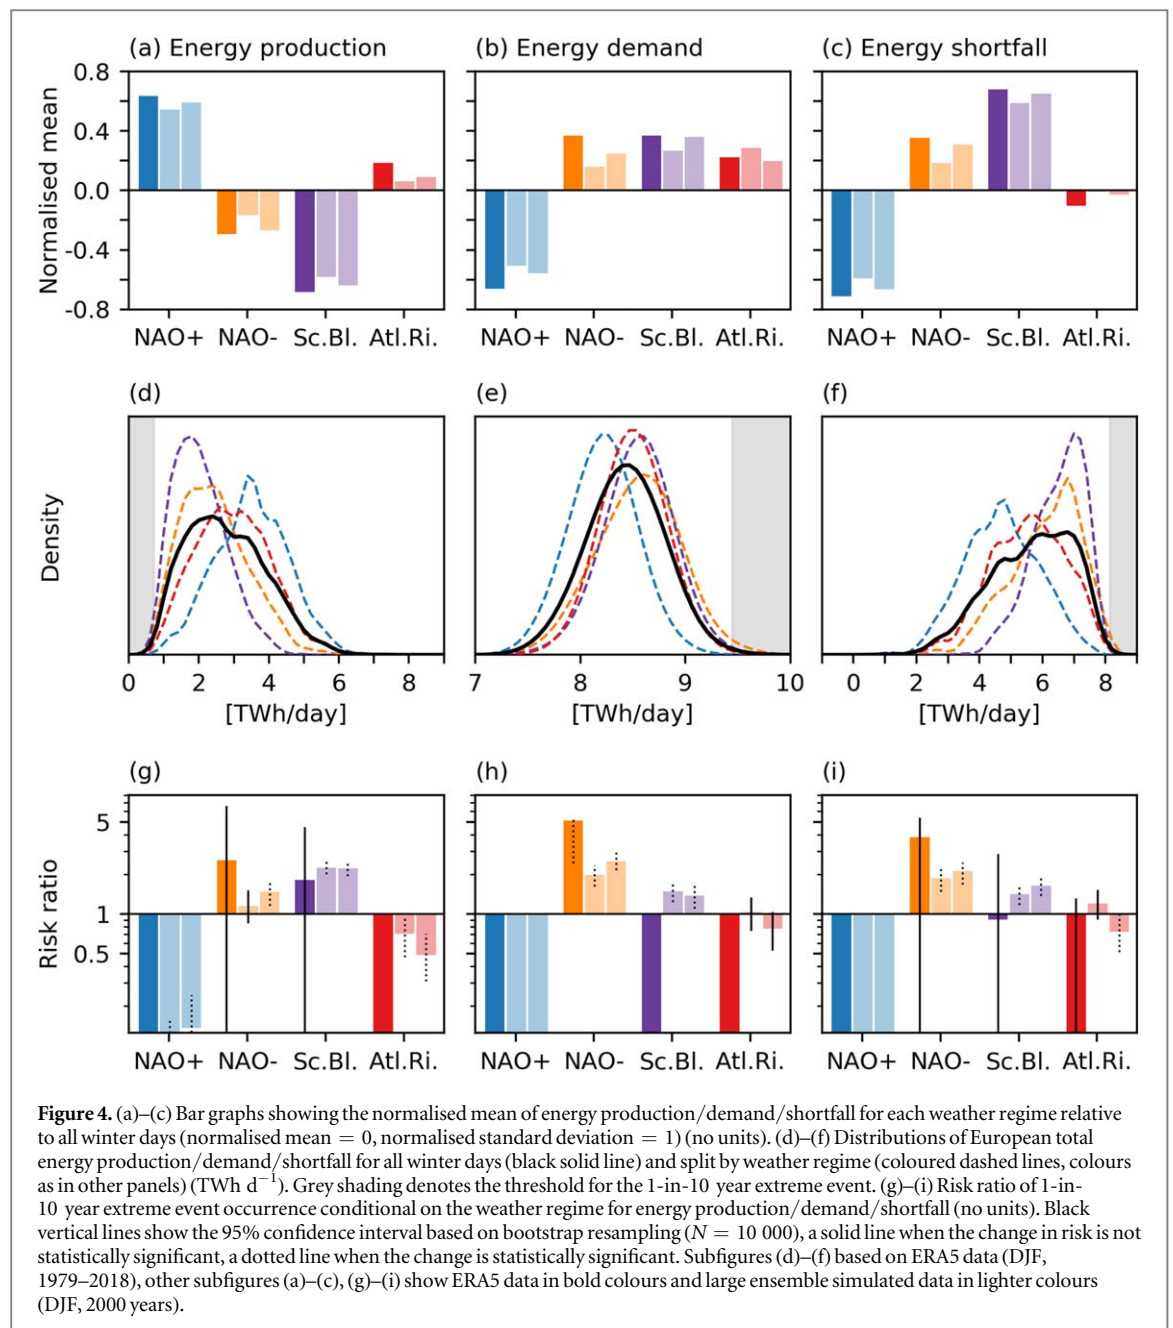 (a) Energy production
(b) Energy demand
(c) Energy shortfall
Normalised mean
0.8
0.4
0.0
-0.4
-0.8
NAO+ NAO- Sc.Bl. Atl.Ri.
NAO+ NAO- Sc.Bl. Atl.Ri.
NAO+ NAO- Sc.Bl. Atl.Ri.
(d)
(e)
(f)
Density
0 2 4 6 8
7 8 9 10
0 2 4 6 8
[TWh/day]
[TWh/day]
[TWh/day]
(g)
(h)
(i)
Risk ratio
5
1
0.5
NAO+ NAO- Sc.Bl. Atl.Ri.
NAO+ NAO- Sc.Bl. Atl.Ri.
NAO+ NAO- Sc.Bl. Atl.Ri.
Figure 4. (a)–(c) Bar graphs showing the normalised mean of energy production/demand/shortfall for each weather regime relative
to all winter days (normalised mean = 0, normalised standard deviation = 1) (no units). (d)–(f) Distributions of European total
energy production/demand/shortfall for all winter days (black solid line) and split by weather regime (coloured dashed lines, colours
as in other panels) (TWh d⁻¹). Grey shading denotes the threshold for the 1-in-10 year extreme event. (g)–(i) Risk ratio of 1-in-
10 year extreme event occurrence conditional on the weather regime for energy production/demand/shortfall (no units). Black
vertical lines show the 95% confidence interval based on bootstrap resampling (N = 10 000), a solid line when the change in risk is not
statistically significant, a dotted line when the change is statistically significant. Subfigures (d)–(f) based on ERA5 data (DJF,
1979–2018), other subfigures (a)–(c), (g)–(i) show ERA5 data in bold colours and large ensemble simulated data in lighter colours
(DJF, 2000 years).